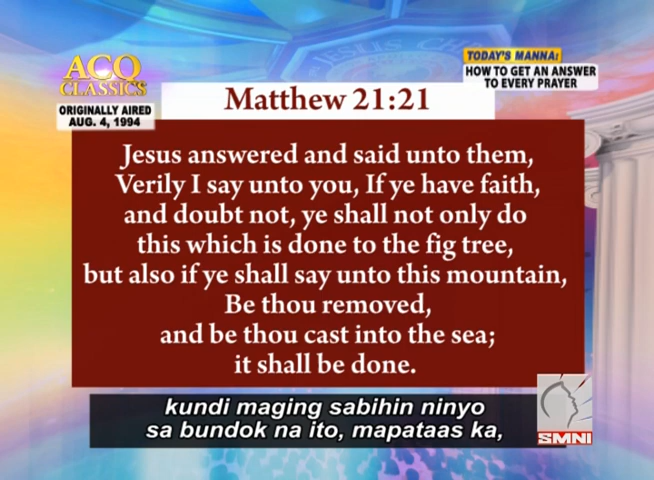 ACQ
CLASSICS
ORIGINALLY AIRED
AUG. 4, 1994
TODAY'S MANNA:
HOW TO GET AN ANSWER
TO EVERY PRAYER
JESUS CH
Matthew 21:21
Jesus answered and said unto them,
Verily I say unto you, If ye have faith,
and doubt not, ye shall not only do
this which is done to the fig tree,
but also if ye shall say unto this mountain,
Be thou removed,
and be thou cast into the sea;
it shall be done.
kundi maging sabihin ninyo
sa bundok na ito, mapataas ka,
SMNI